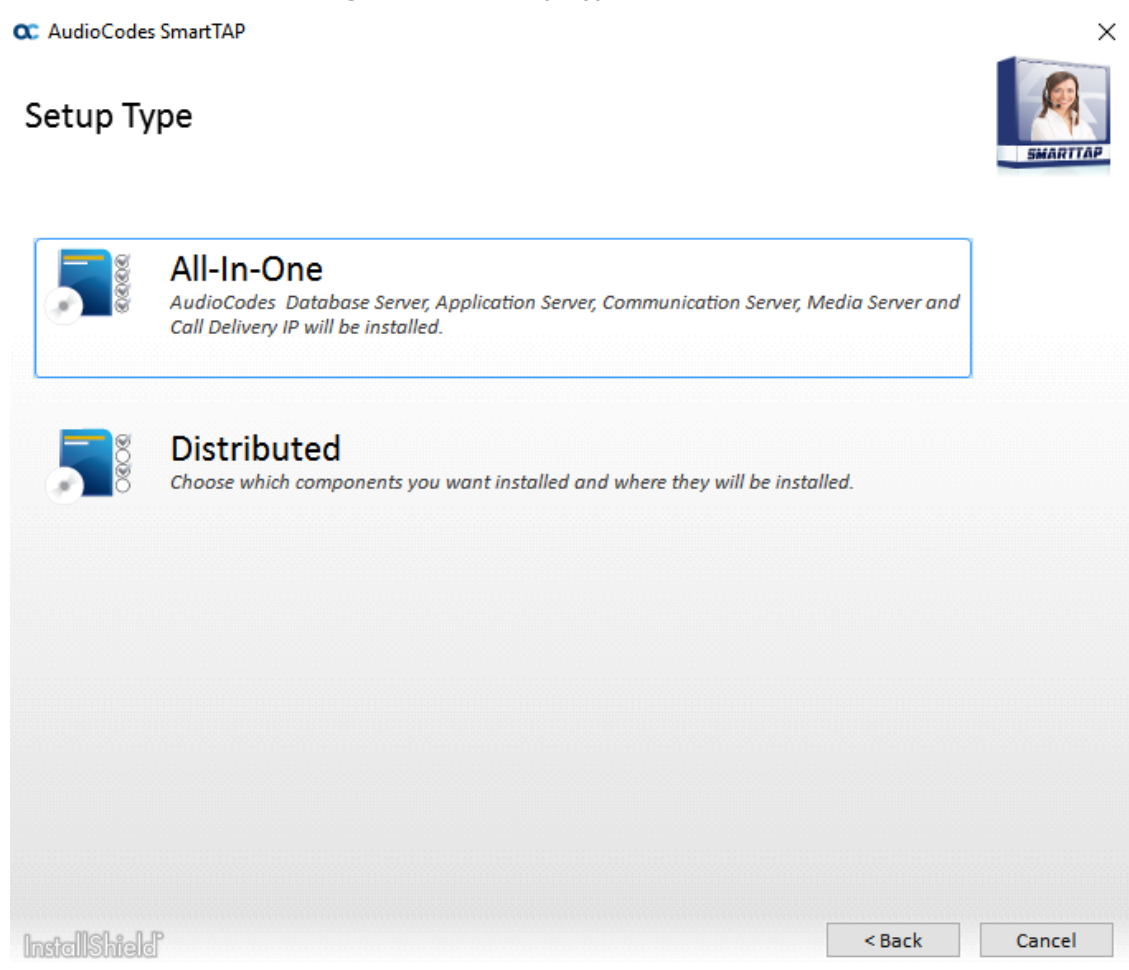 AudioCodes SmartTAP
Setup Type
SMARTTAP
All-In-One
AudioCodes  Database Server, Application Server, Communication Server, Media Server and
Call Delivery IP will be installed.
Distributed
Choose which components you want installed and where they will be installed.
InstallShield
< Back
Cancel